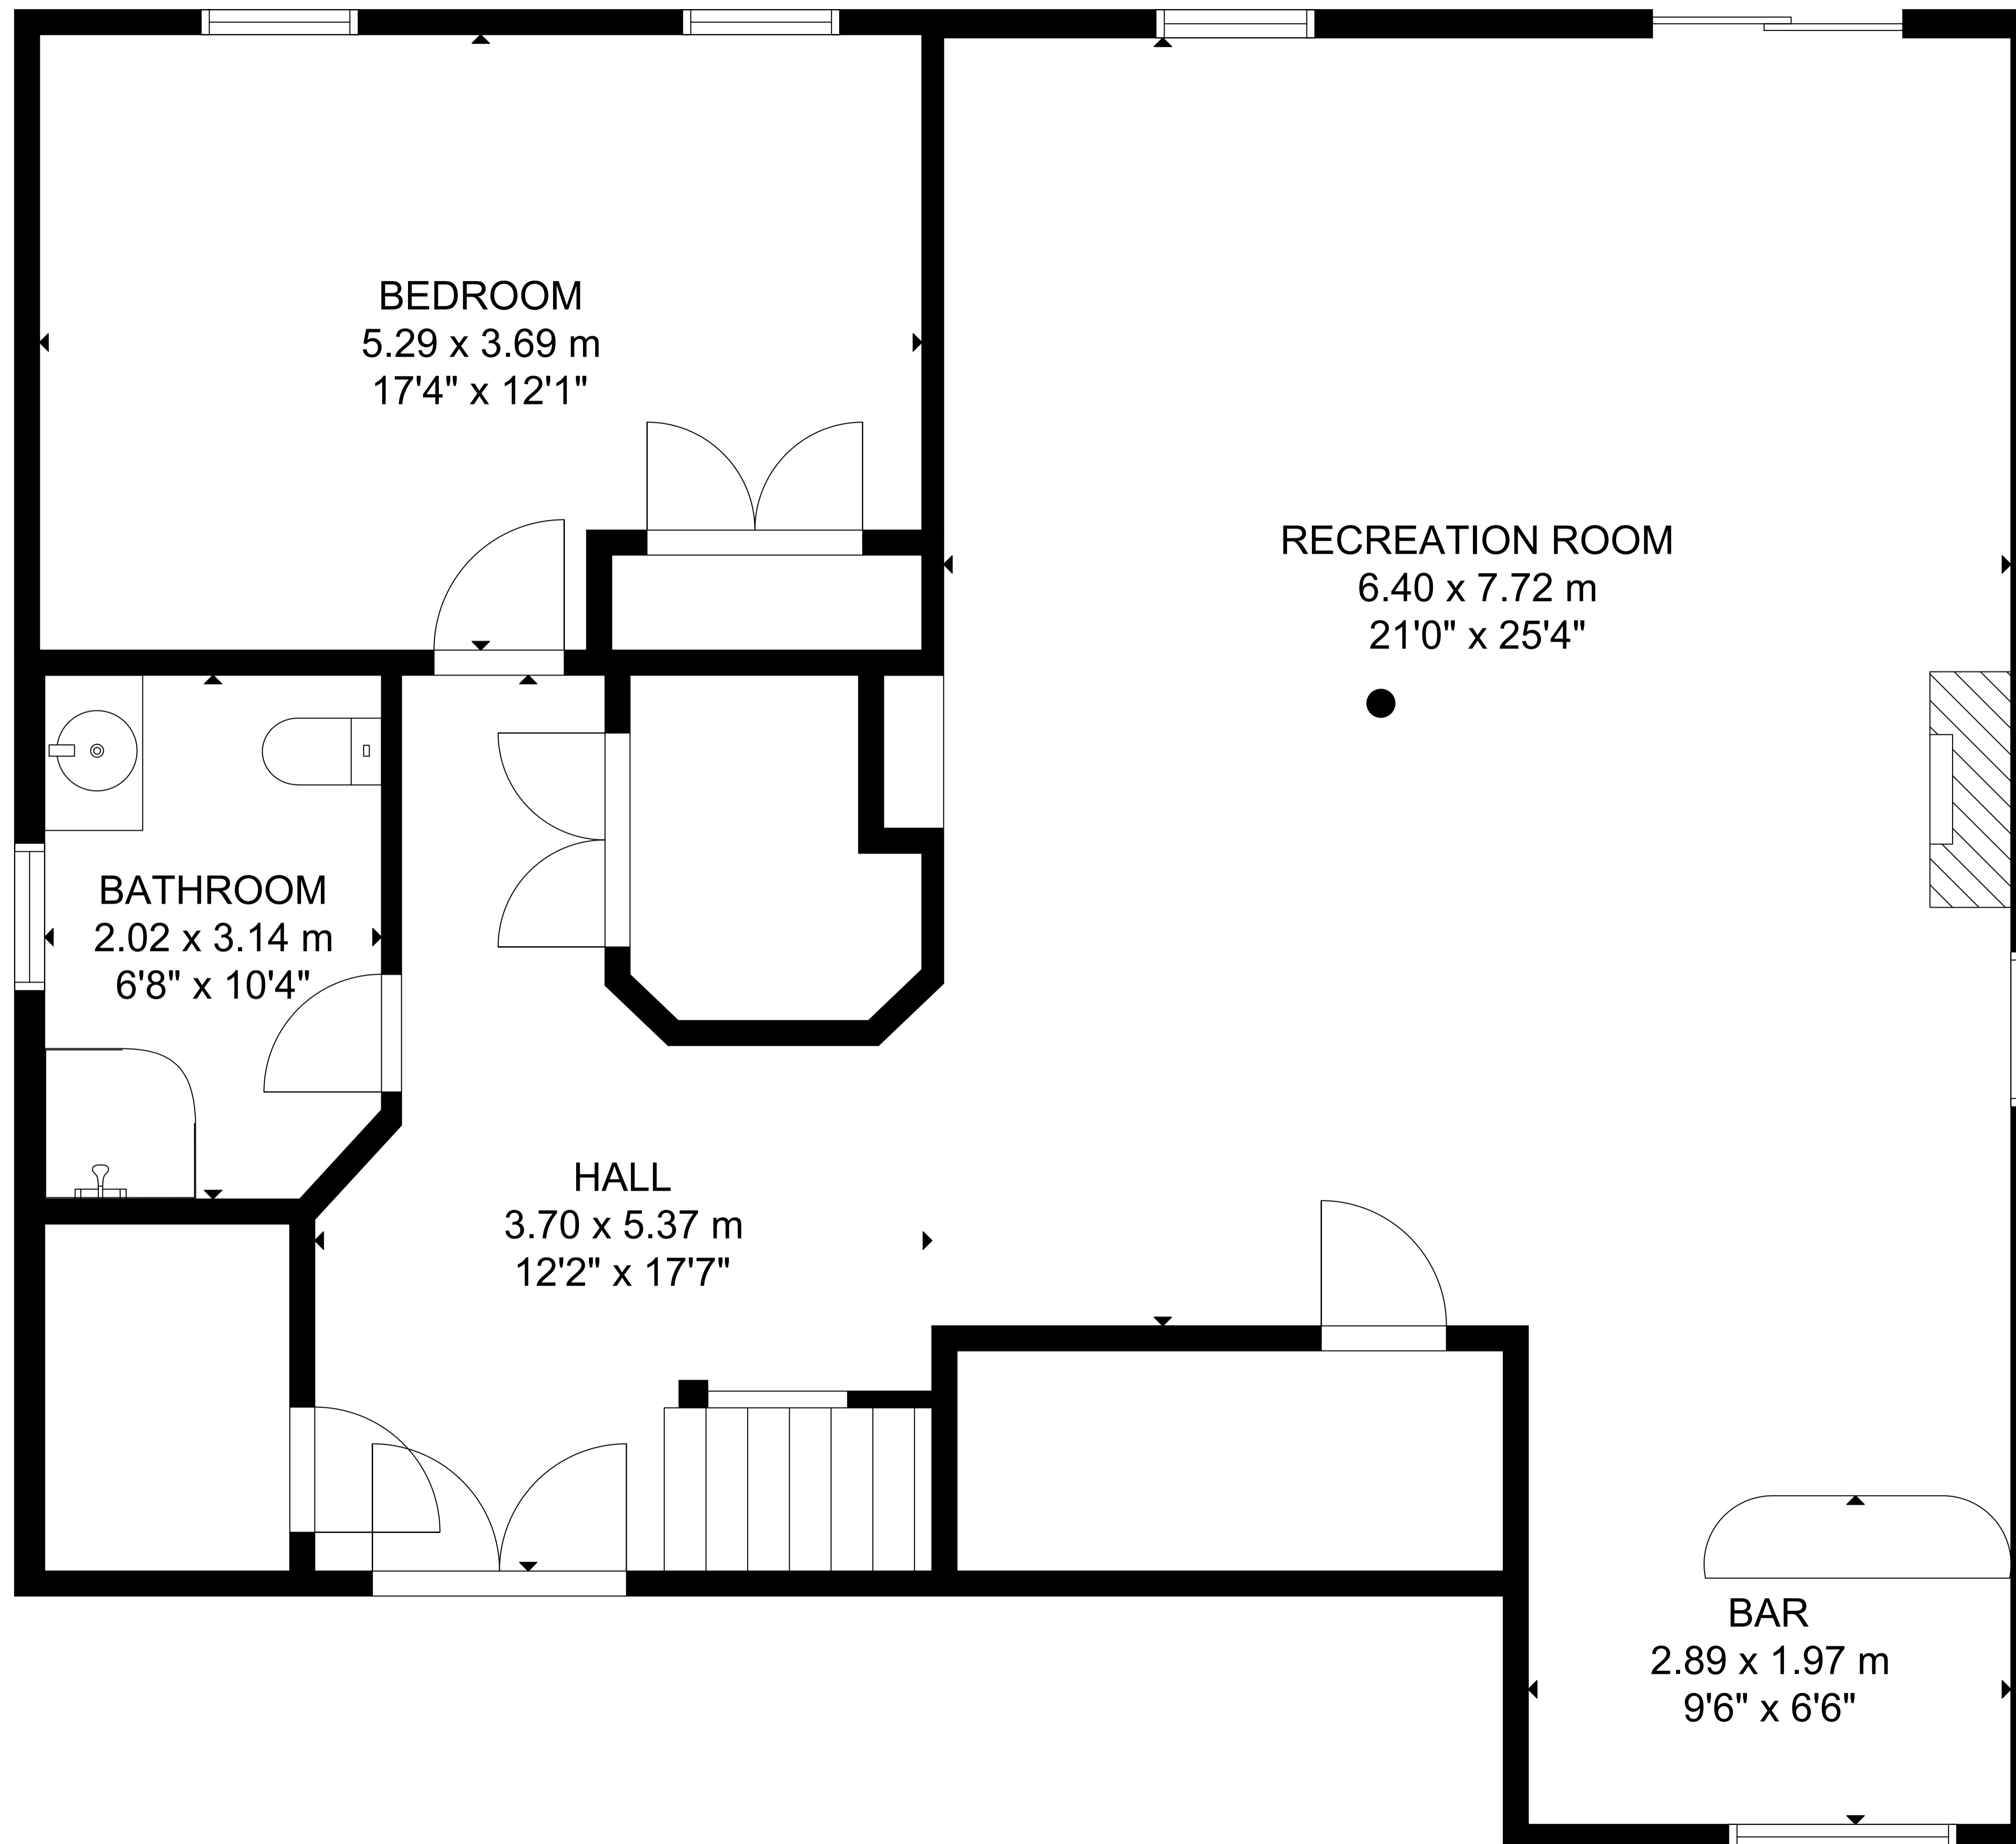 BEDROOM
5.29 x 3.69 m
17'4" x 12'1"
RECREATION ROOM
6.40 x 7.72 m
21'0" x 25'4"
BATHROOM
2.02 x 3.14 m
6'8" x 10'4"
HALL
3.70 x 5.37 m
12'2" x 17'7"
BAR
2.89 x 1.97 m
9'6" x 6'6"